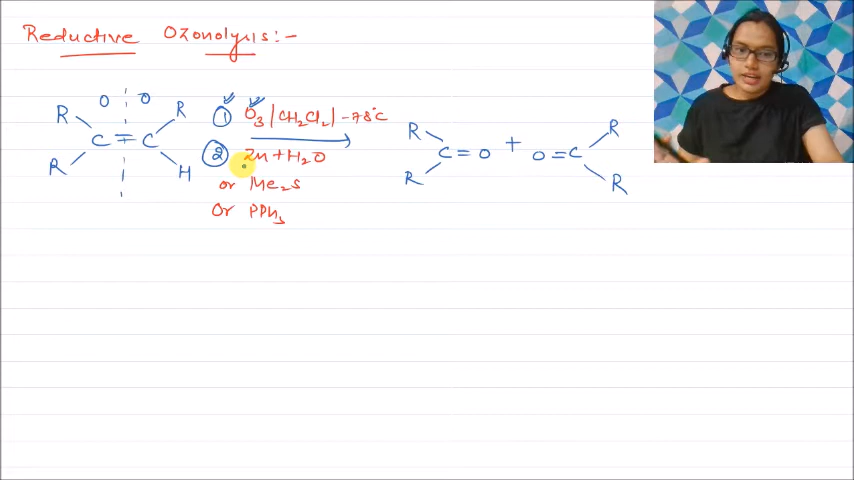 Reductive Ozonolysis:-
O O
R R ① O3 | CH2Cl2 | -78°C
C = C R C = O + O = C R
R H ② Zn + H2O R R
or Me2S
Or PPh3